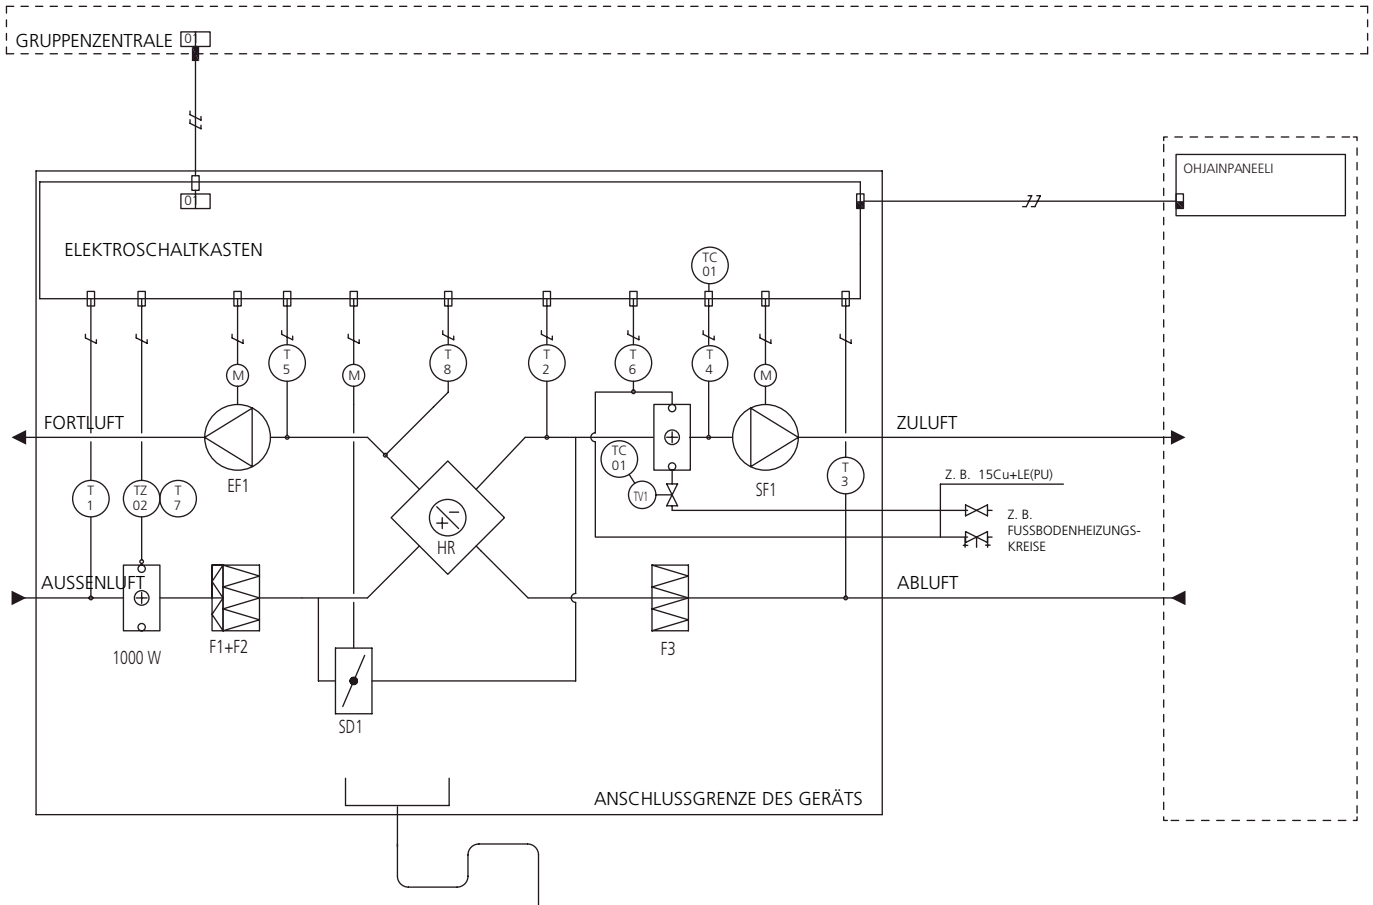 GRUPPENZENTRALE 01
OHJAINPANEELI
01
ELEKTROSCHALTKASTEN
TC
01
T
5
T
8
T
2
T
6
T
4
M
M
M
FORTLUFT
ZULUFT
TC
01
T
3
EF1
SF1
Z. B. 15Cu+LE(PU)
T
1
TZ
02
T
7
TV1
Z. B.
FUSSBODENHEIZUNGS-
KREISE
HR
AUSSENLUFT
ABLUFT
F1+F2
F3
1000 W
SD1
ANSCHLUSSGRENZE DES GERÄTS